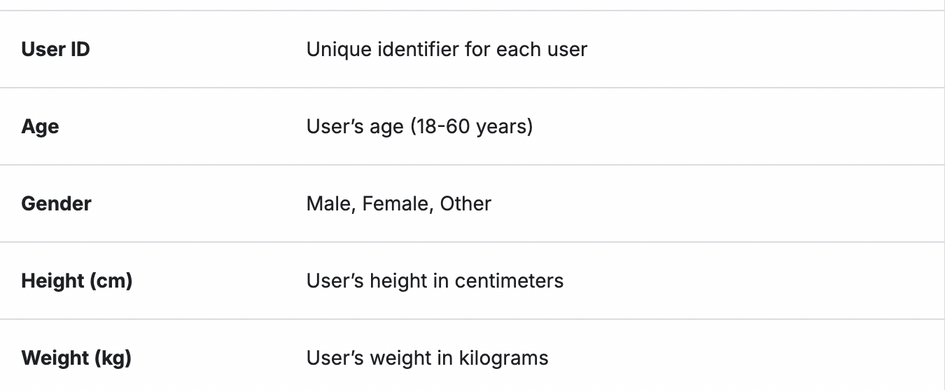 User ID Unique identifier for each user
Age User’s age (18-60 years)
Gender Male, Female, Other
Height (cm) User’s height in centimeters
Weight (kg) User’s weight in kilograms